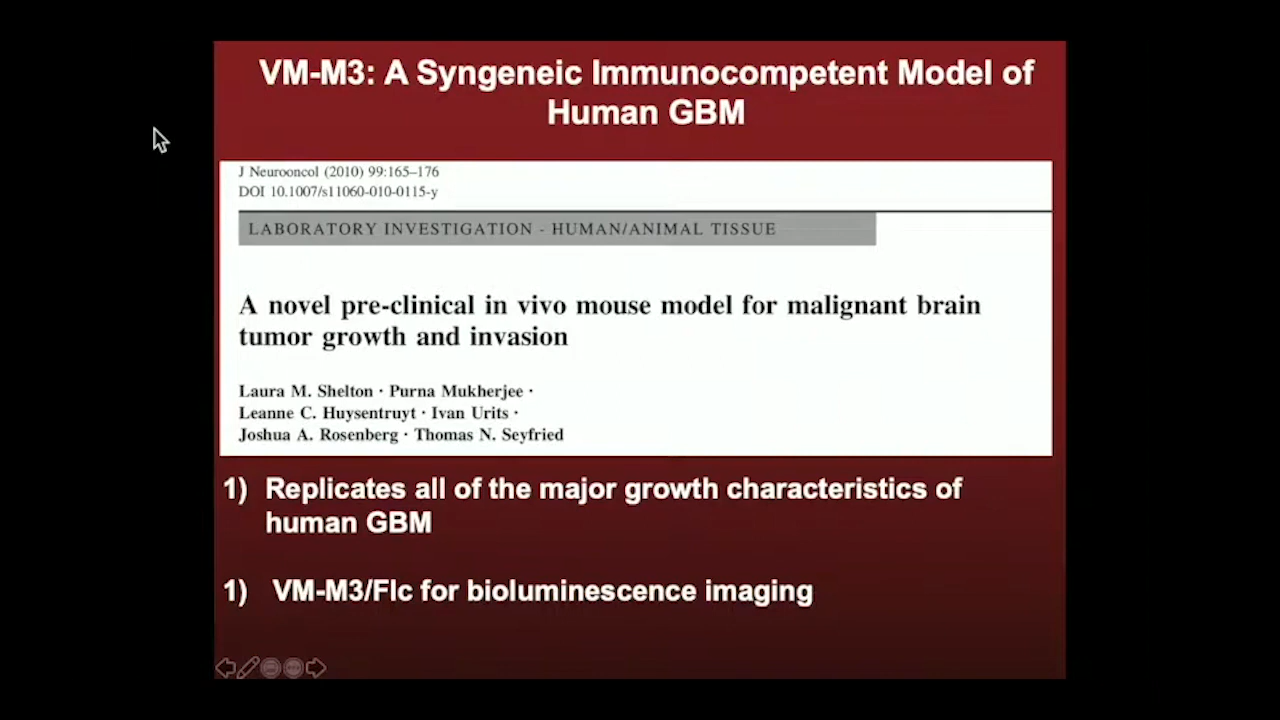 VM-M3: A Syngeneic Immunocompetent Model of
Human GBM
J Neurooncol (2010) 99:165–176
DOI 10.1007/s11060-010-0115-y
LABORATORY INVESTIGATION - HUMAN/ANIMAL TISSUE
A novel pre-clinical in vivo mouse model for malignant brain
tumor growth and invasion
Laura M. Shelton · Purna Mukherjee ·
Leanne C. Huysentruyt · Ivan Urits ·
Joshua A. Rosenberg · Thomas N. Seyfried
1) Replicates all of the major growth characteristics of
human GBM
1) VM-M3/Flc for bioluminescence imaging